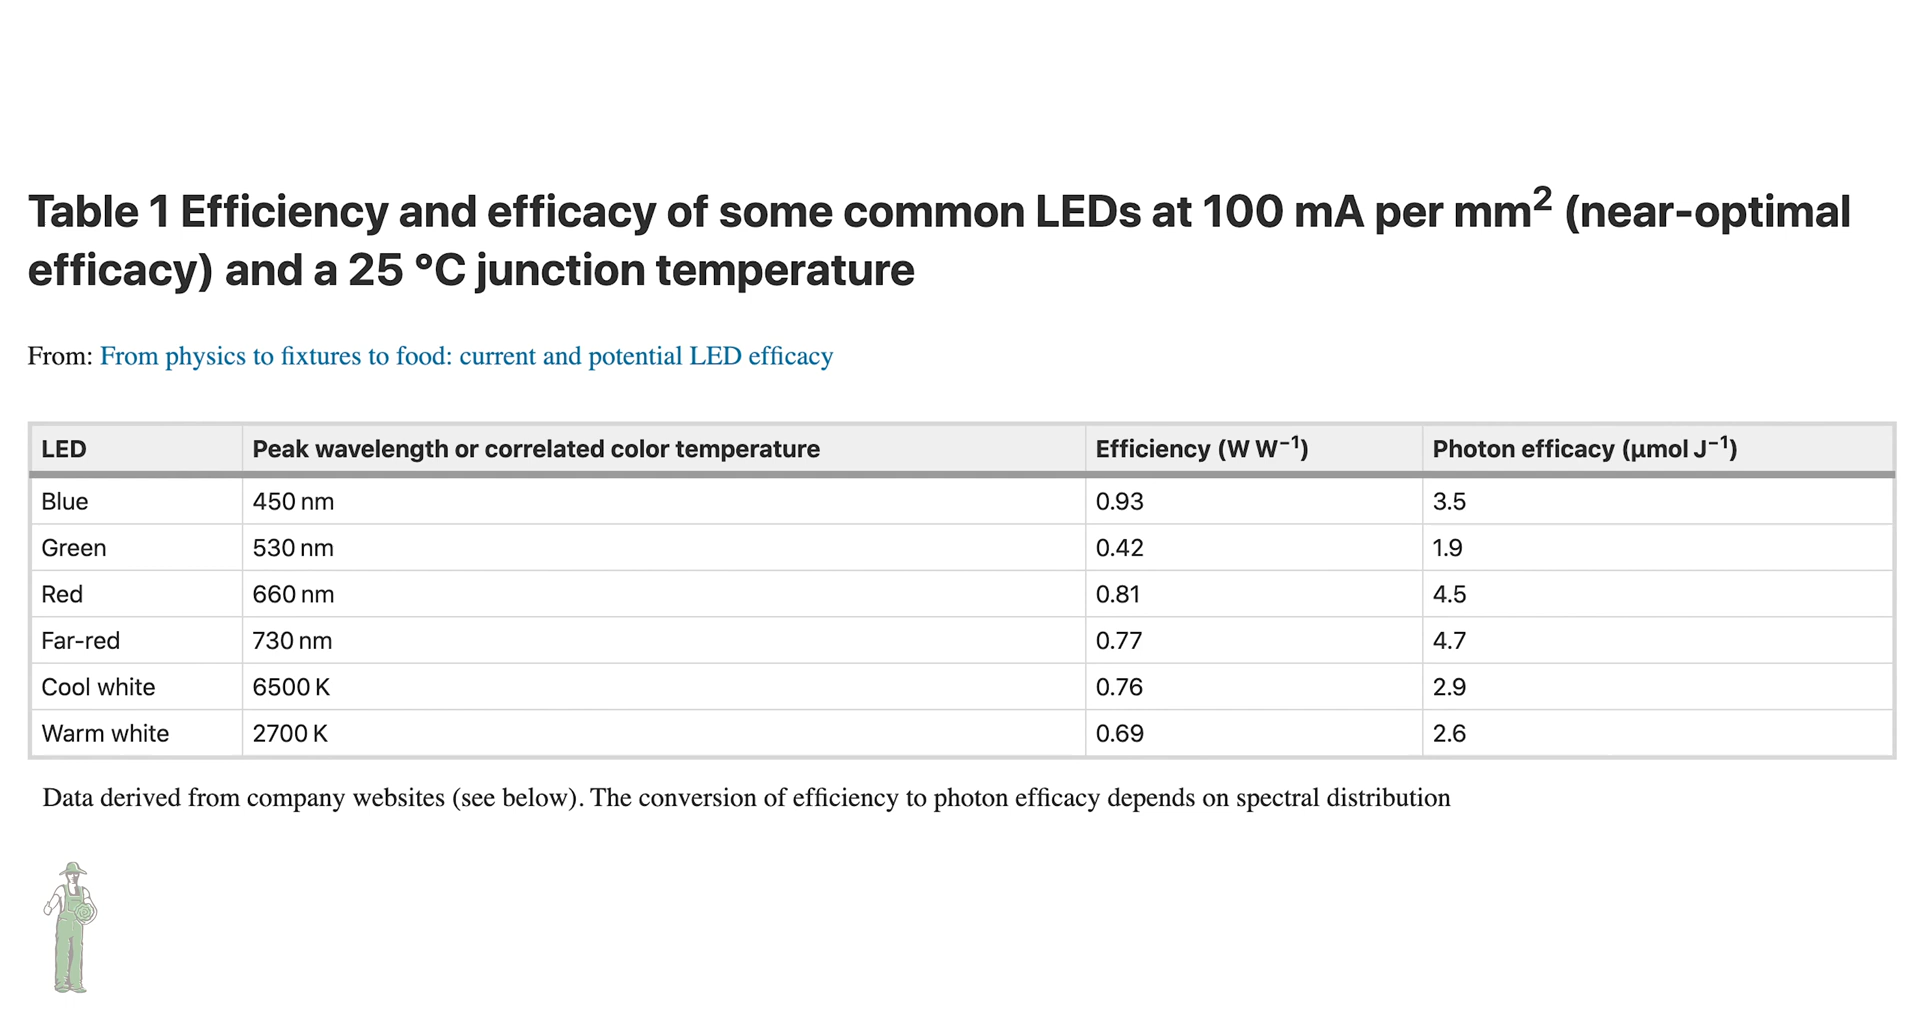 Table 1 Efficiency and efficacy of some common LEDs at 100 mA per mm² (near-optimal
efficacy) and a 25 °C junction temperature
From: From physics to fixtures to food: current and potential LED efficacy
LED Peak wavelength or correlated color temperature Efficiency (W W⁻¹) Photon efficacy (μmol J⁻¹)
Blue 450 nm 0.93 3.5
Green 530 nm 0.42 1.9
Red 660 nm 0.81 4.5
Far-red 730 nm 0.77 4.7
Cool white 6500 K 0.76 2.9
Warm white 2700 K 0.69 2.6
Data derived from company websites (see below). The conversion of efficiency to photon efficacy depends on spectral distribution